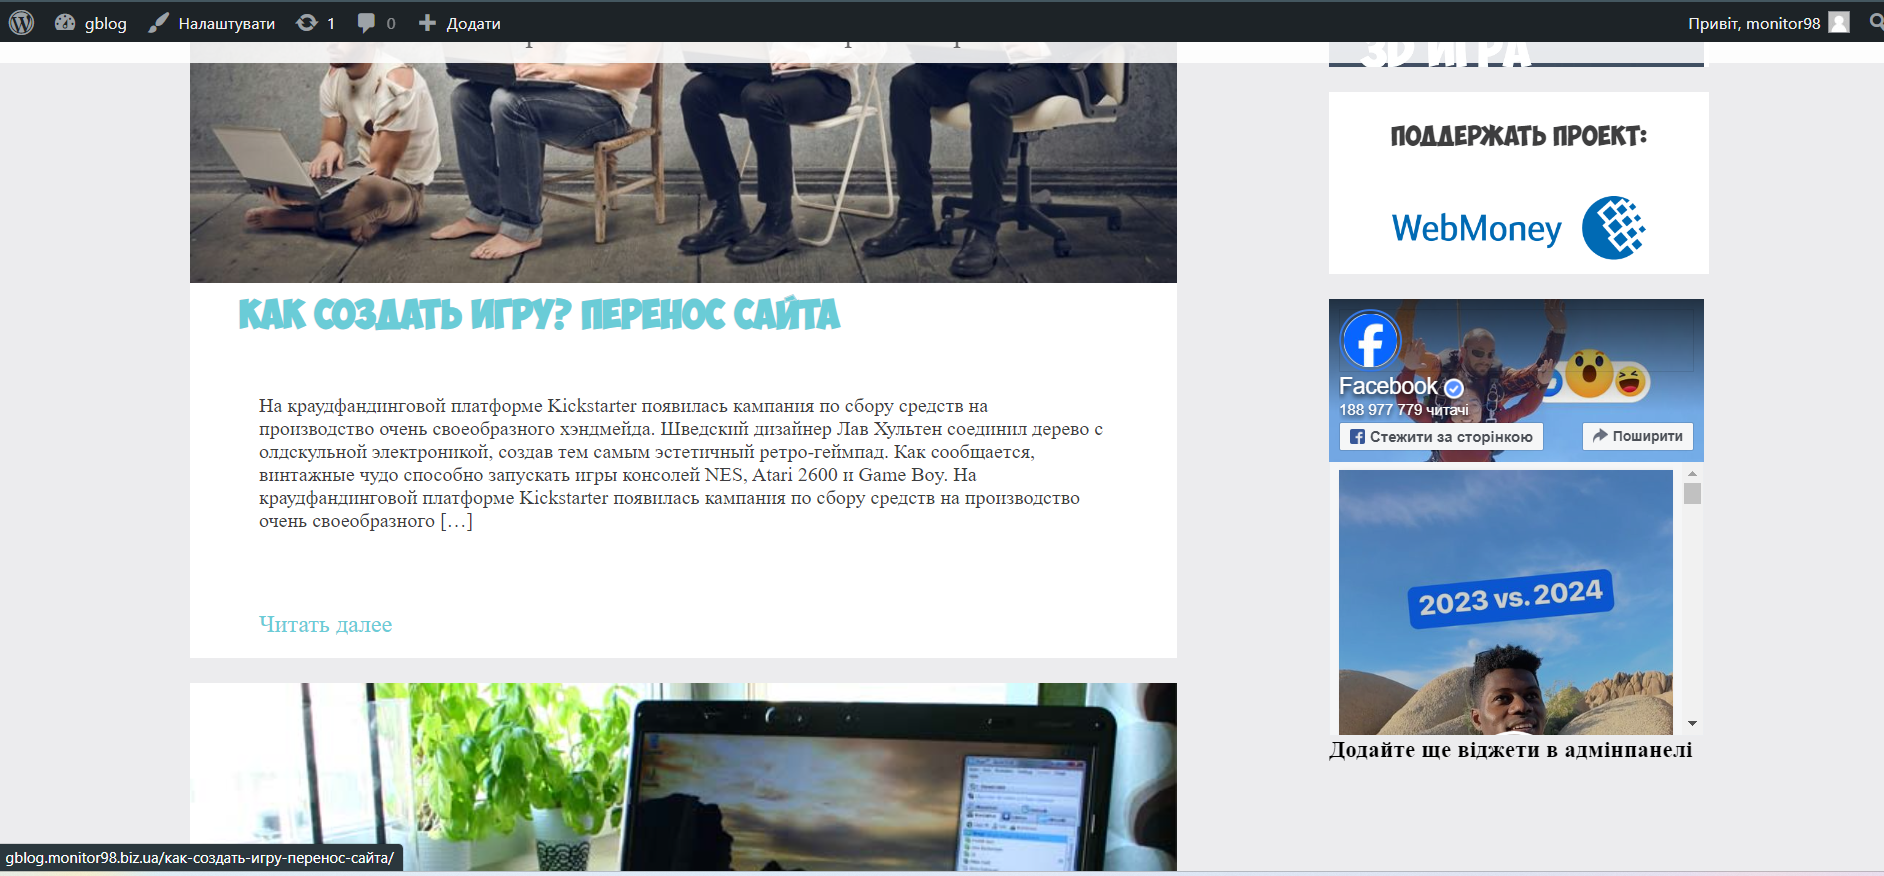 gblog
Налаштувати
1
0
Додати
Привіт, monitor98
3D ИГРА
КАК СОЗДАТЬ ИГРУ? ПЕРЕНОС САЙТА
На краудфандинговой платформе Kickstarter появилась кампания по сбору средств на
производство очень своеобразного хэндмейда. Шведский дизайнер Лав Хультен соединил дерево с
олдскульной электроникой, создав тем самым эстетичный ретро-геймпад. Как сообщается,
винтажные чудо способно запускать игры консолей NES, Atari 2600 и Game Boy. На
краудфандинговой платформе Kickstarter появилась кампания по сбору средств на производство
очень своеобразного […]
Читать далее
ПОДДЕРЖАТЬ ПРОЕКТ:
WebMoney
Facebook
188 977 779 читачі
Стежити за сторінкою
Поширити
2023 vs. 2024
Додайте ще віджети в адмінпанелі
gblog.monitor98.biz.ua/как-создать-игру-перенос-сайта/